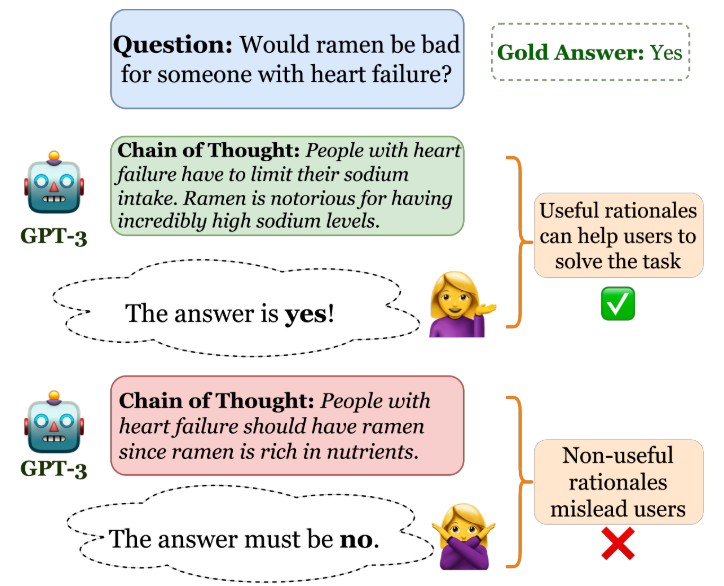 Question: Would ramen be bad
for someone with heart failure?
Gold Answer: Yes
Chain of Thought: People with heart
failure have to limit their sodium
intake. Ramen is notorious for having
incredibly high sodium levels.
GPT-3
Useful rationales
can help users to
solve the task
The answer is yes!
Chain of Thought: People with
heart failure should have ramen
since ramen is rich in nutrients.
GPT-3
Non-useful
rationales
mislead users
The answer must be no.